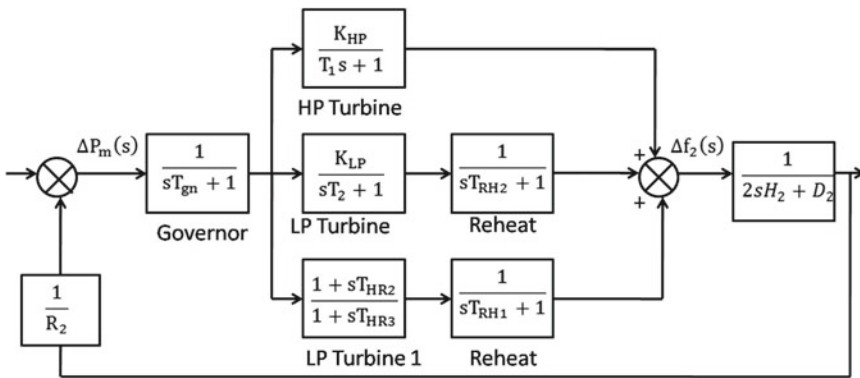 K_HP
T_1 s + 1
HP Turbine
ΔP_m(s)
1
sT_gn + 1
Governor
K_LP
sT_2 + 1
LP Turbine
1
sT_RH2 + 1
Reheat
+
+
Δf_2(s)
1
2sH_2 + D_2
1
R_2
1 + sT_HR2
1 + sT_HR3
LP Turbine 1
1
sT_RH1 + 1
Reheat